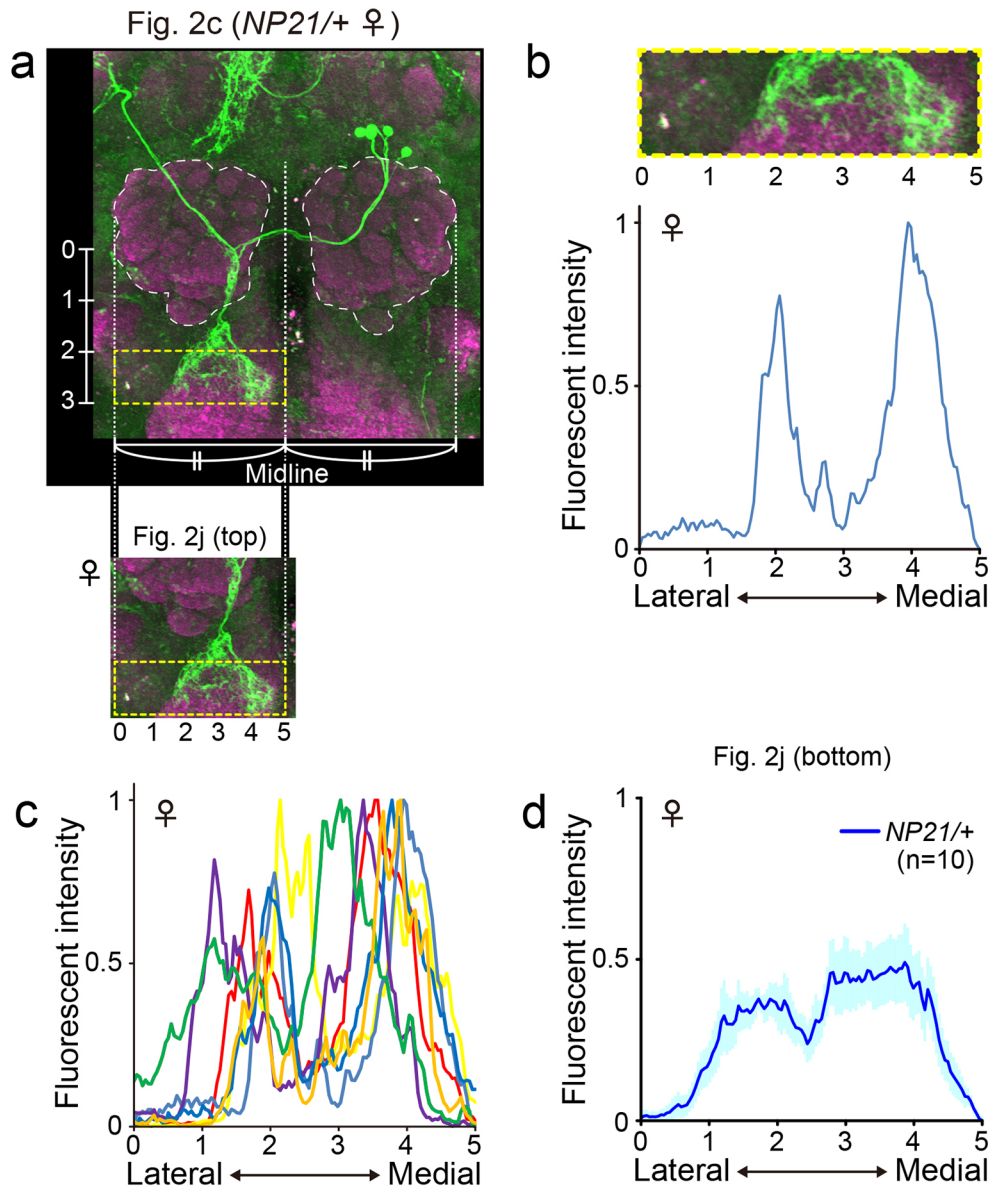 Fig. 2c (NP21/+ ♀)
a
0
1
2
3
Midline
Fig. 2j (top)
♀
0 1 2 3 4 5
b
0 1 2 3 4 5
♀
Fluorescent intensity
1
0.5
0
0 1 2 3 4 5
Lateral Medial
c
♀
Fluorescent intensity
1
0.5
0
0 1 2 3 4 5
Lateral Medial
Fig. 2j (bottom)
d
♀
NP21/+
(n=10)
Fluorescent intensity
1
0.5
0
0 1 2 3 4 5
Lateral Medial